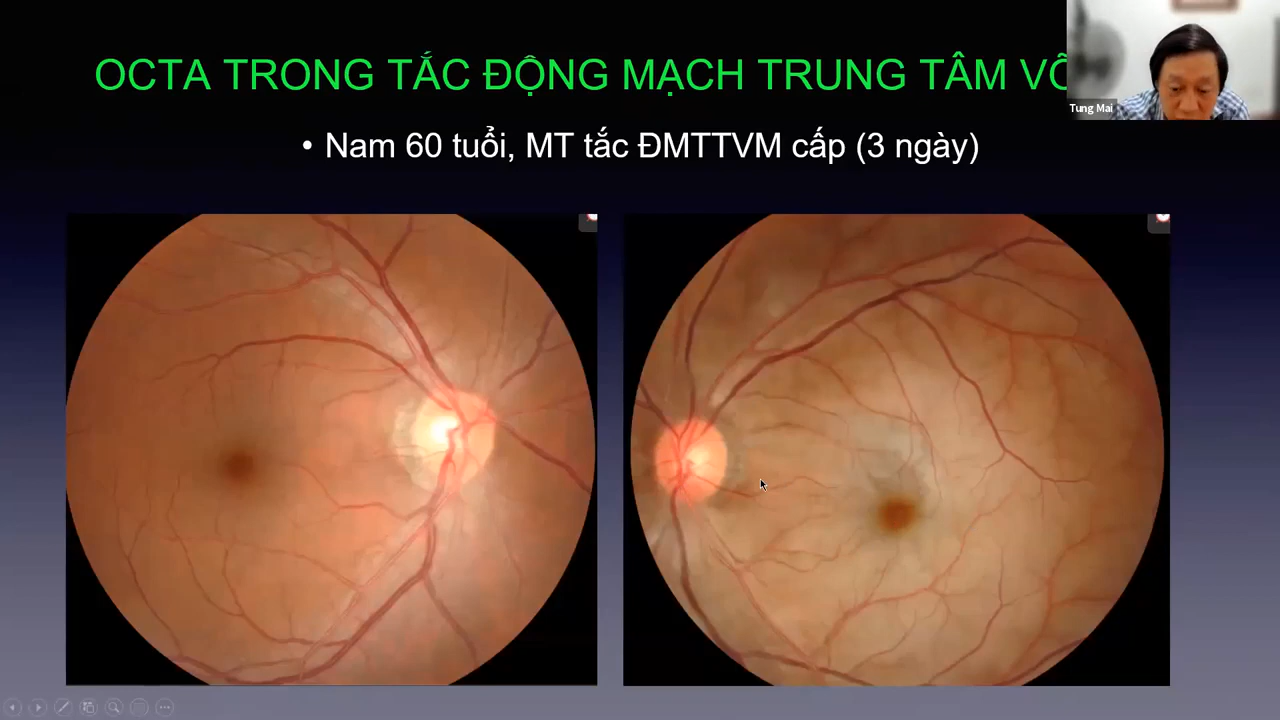 OCTA TRONG TẮC ĐỘNG MẠCH TRUNG TÂM VÕ
Tung Mai
• Nam 60 tuổi, MT tắc ĐMTTVM cấp (3 ngày)